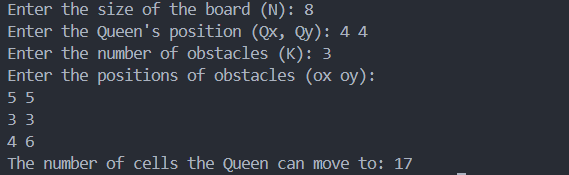 Enter the size of the board (N): 8
Enter the Queen's position (Qx, Qy): 4 4
Enter the number of obstacles (K): 3
Enter the positions of obstacles (ox oy):
5 5
3 3
4 6
The number of cells the Queen can move to: 17